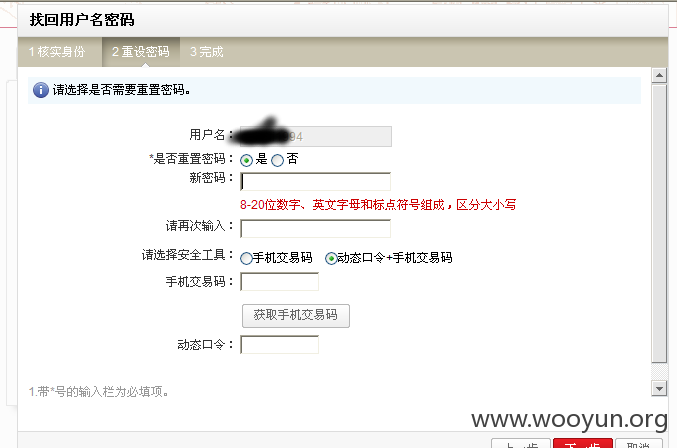 找回用户名密码
1 核实身份 2 重设密码 3 完成
请选择是否需要重置密码。
用户名： 94
*是否重置密码： 是 否
新密码：
8-20位数字、英文字母和标点符号组成，区分大小写
请再次输入：
请选择安全工具： 手机交易码 动态口令+手机交易码
手机交易码：
获取手机交易码
动态口令：
1.带*号的输入栏为必填项。
www.wooyun.org
上一步 下一步 取消